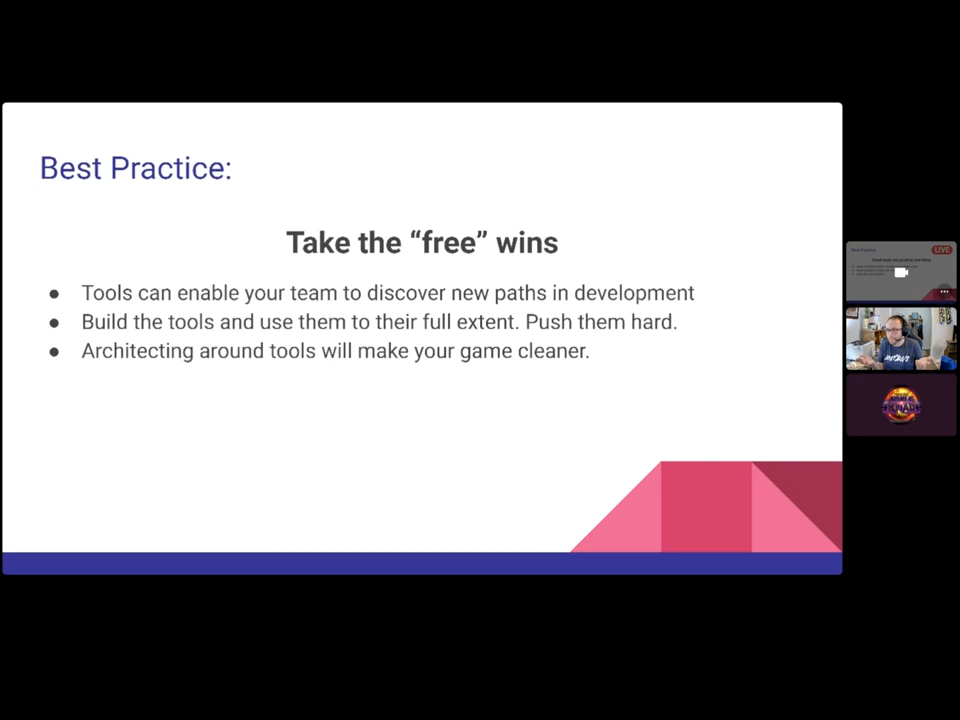 Best Practice:
Take the “free” wins
● Tools can enable your team to discover new paths in development
● Build the tools and use them to their full extent. Push them hard.
● Architecting around tools will make your game cleaner.
LIVE
Best Practice: